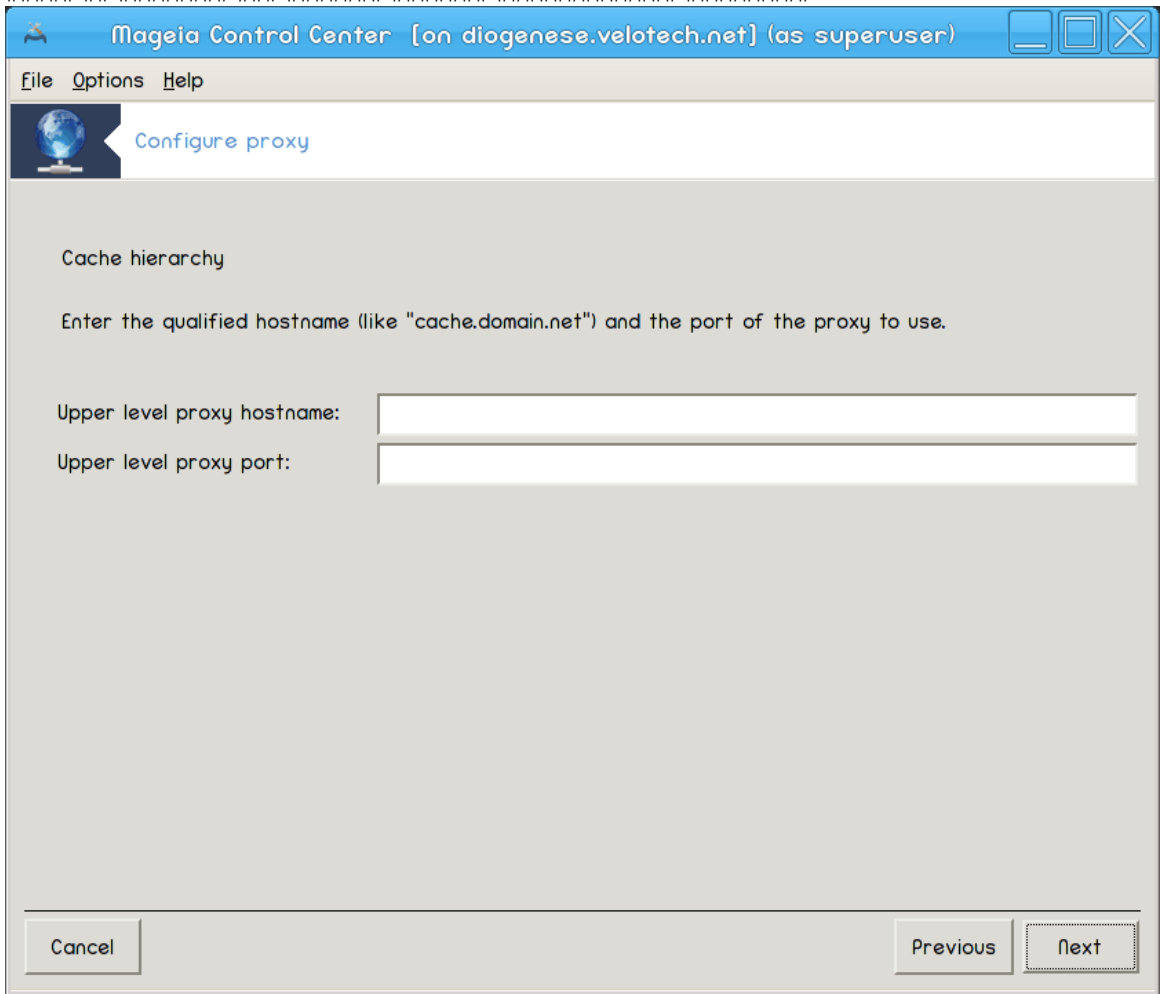 Mageia Control Center [on diogenese.velotech.net] (as superuser)
File Options Help
Configure proxy
Cache hierarchy
Enter the qualified hostname (like "cache.domain.net") and the port of the proxy to use.
Upper level proxy hostname:
Upper level proxy port:
Cancel Previous Next